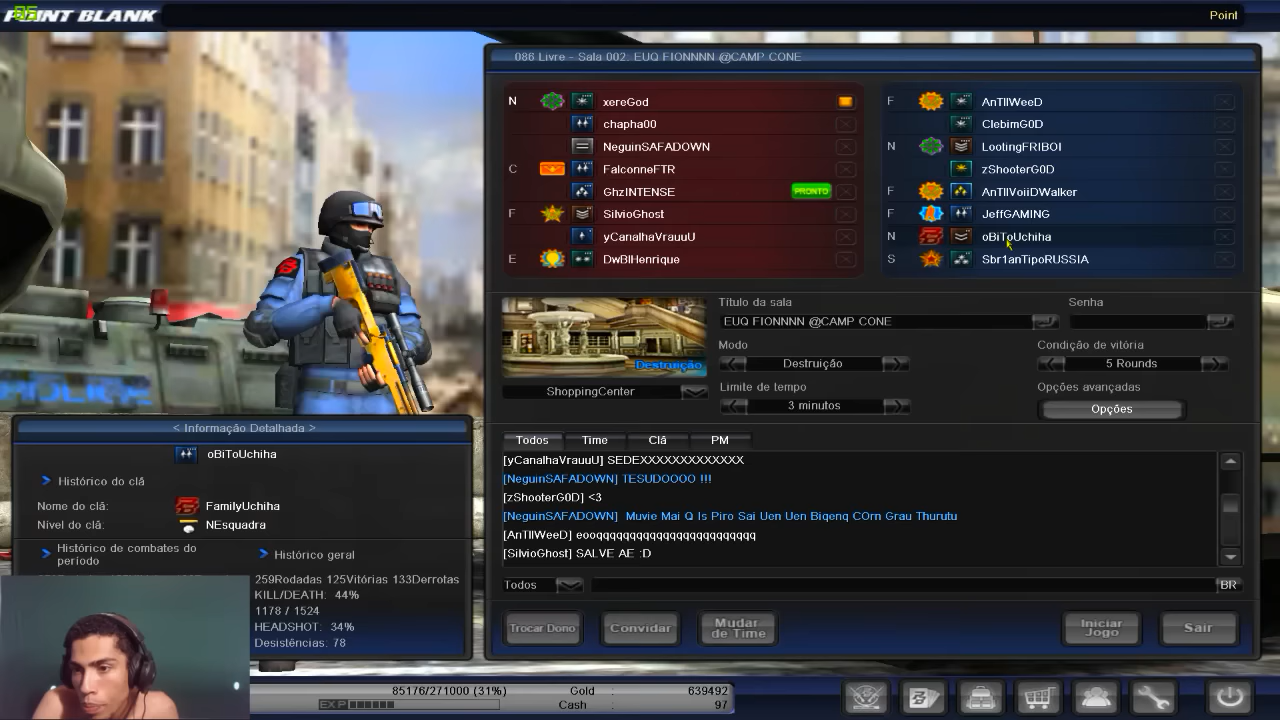 POINT BLANK
Point
086 Livre - Sala 002: EUQ FIONNNN @CAMP CONE
N xereGod
chapha00
NeguinSAFADOWN
C FalconneFTR
GhzINTENSE PRONTO
F SilvioGhost
yCanalhaVrauuU
E DwBlHenrique
F AnTIIWeeD
ClebimG0D
N LootingFRIBOI
zShooterG0D
F AnTIIVoiiDWalker
F JeffGAMING
N oBiToUchiha
S Sbr1anTipoRUSSIA
Destruição
ShoppingCenter
Título da sala
EUQ FIONNNN @CAMP CONE
Senha
Modo
Destruição
Condição de vitória
5 Rounds
Limite de tempo
3 minutos
Opções avançadas
Opções
Todos Time Clã PM
[yCanalhaVrauuU] SEDEXXXXXXXXXXXXX
[NeguinSAFADOWN] TESUDOOOO !!!
[zShooterG0D] <3
[NeguinSAFADOWN] Muvie Mai Q Is Piro Sai Uen Uen Biqenq COrn Grau Thurutu
[AnTIIWeeD] eooqqqqqqqqqqqqqqqqqqqqqqqqq
[SilvioGhost] SALVE AE :D
Todos
BR
Trocar Dono
Convidar
Mudar
de Time
Iniciar
Jogo
Sair
< Informação Detalhada >
oBiToUchiha
Histórico do clã
Nome do clã: FamilyUchiha
Nível do clã: NEsquadra
Histórico de combates do
período
Histórico geral
259Rodadas 125Vitórias 133Derrotas
KILL/DEATH: 44%
1178 / 1524
HEADSHOT: 34%
Desistências: 78
85176/271000 (31%)
EXP
Gold : 639492
Cash : 97